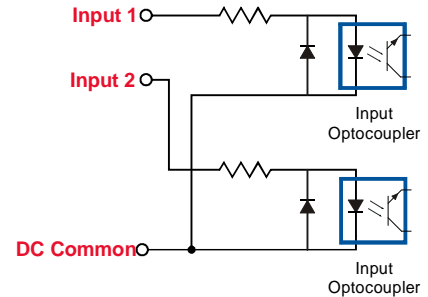 Input 1
Input 2
Input
Optocoupler
DC Common
Input
Optocoupler